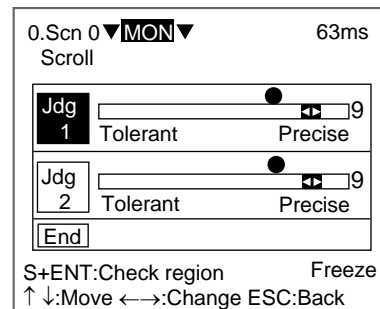 0.Scn 0▼MON▼ 63ms
Scroll
Jdg 1 9
Tolerant Precise
Jdg 2 9
Tolerant Precise
End
S+ENT:Check region Freeze
↑↓:Move ←→:Change ESC:Back